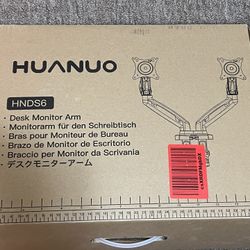 HUANUO
HNDS6
· Desk Monitor Arm
· Monitorarm für den Schreibtisch
· Bras pour Moniteur de Bureau
· Brazo de Monitor de Escritorio
· Braccio per Monitor da Scrivania
· デスクモニターアーム